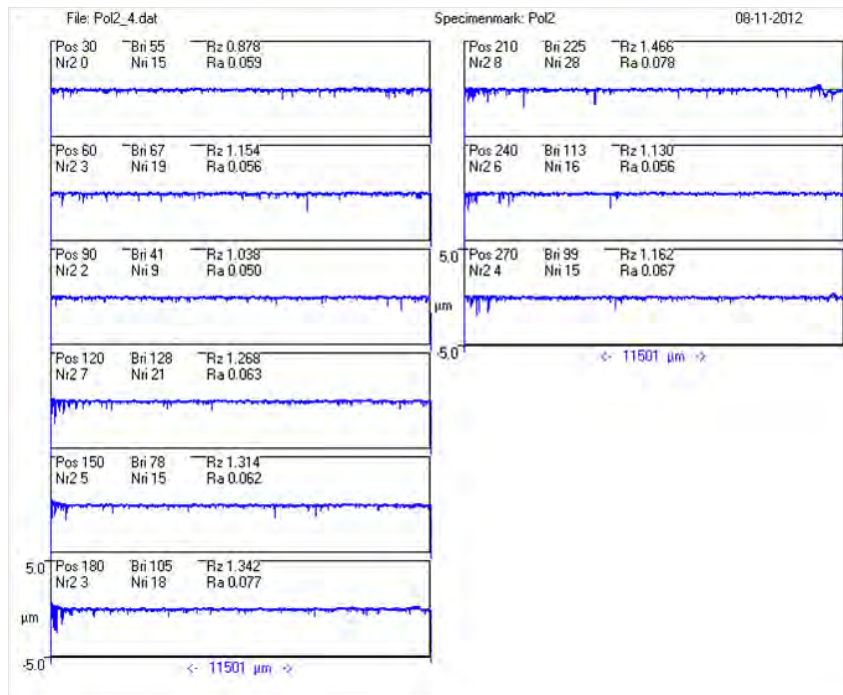 File: Pol2_4.dat Specimenmark: Pol2 08-11-2012
Pos 30 Bri 55 Rz 0.878
Nr2 0 Nri 15 Ra 0.059
Pos 60 Bri 67 Rz 1.154
Nr2 3 Nri 19 Ra 0.056
Pos 90 Bri 41 Rz 1.038
Nr2 2 Nri 9 Ra 0.050
Pos 120 Bri 128 Rz 1.268
Nr2 7 Nri 21 Ra 0.063
Pos 150 Bri 78 Rz 1.314
Nr2 5 Nri 15 Ra 0.062
5.0 Pos 180 Bri 105 Rz 1.342
Nr2 3 Nri 18 Ra 0.077
µm
-5.0
<- 11501 µm ->
Pos 210 Bri 225 Rz 1.466
Nr2 8 Nri 28 Ra 0.078
Pos 240 Bri 113 Rz 1.130
Nr2 6 Nri 16 Ra 0.056
5.0 Pos 270 Bri 99 Rz 1.162
Nr2 4 Nri 15 Ra 0.067
µm
-5.0
<- 11501 µm ->